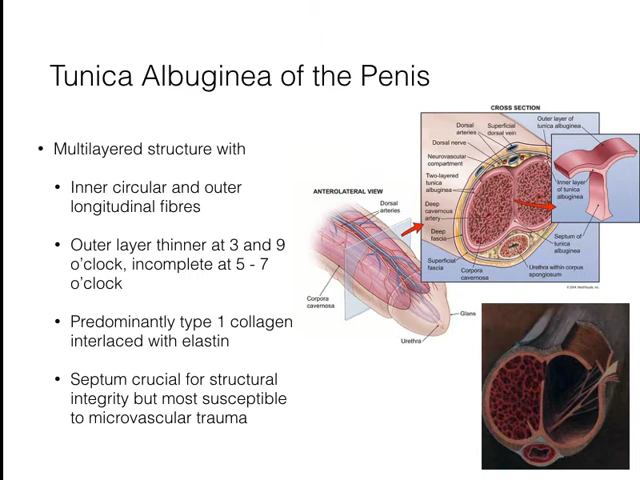 Tunica Albuginea of the Penis
• Multilayered structure with
• Inner circular and outer
longitudinal fibres
• Outer layer thinner at 3 and 9
o'clock, incomplete at 5 - 7
o'clock
• Predominantly type 1 collagen
interlaced with elastin
• Septum crucial for structural
integrity but most susceptible
to microvascular trauma
ANTEROLATERAL VIEW
Dorsal
arteries
Corpora
cavernosa
Glans
Urethra
CROSS SECTION
Outer layer of
tunica albuginea
Dorsal
arteries
Superficial
dorsal vein
Dorsal nerve
Neurovascular
compartment
Two-layered
tunica
albuginea
Deep
cavernous
artery
Deep
fascia
Superficial
fascia
Corpora
cavernosa
Inner layer
of tunica
albuginea
Septum of
tunica
albuginea
Urethra within corpus
spongiosum